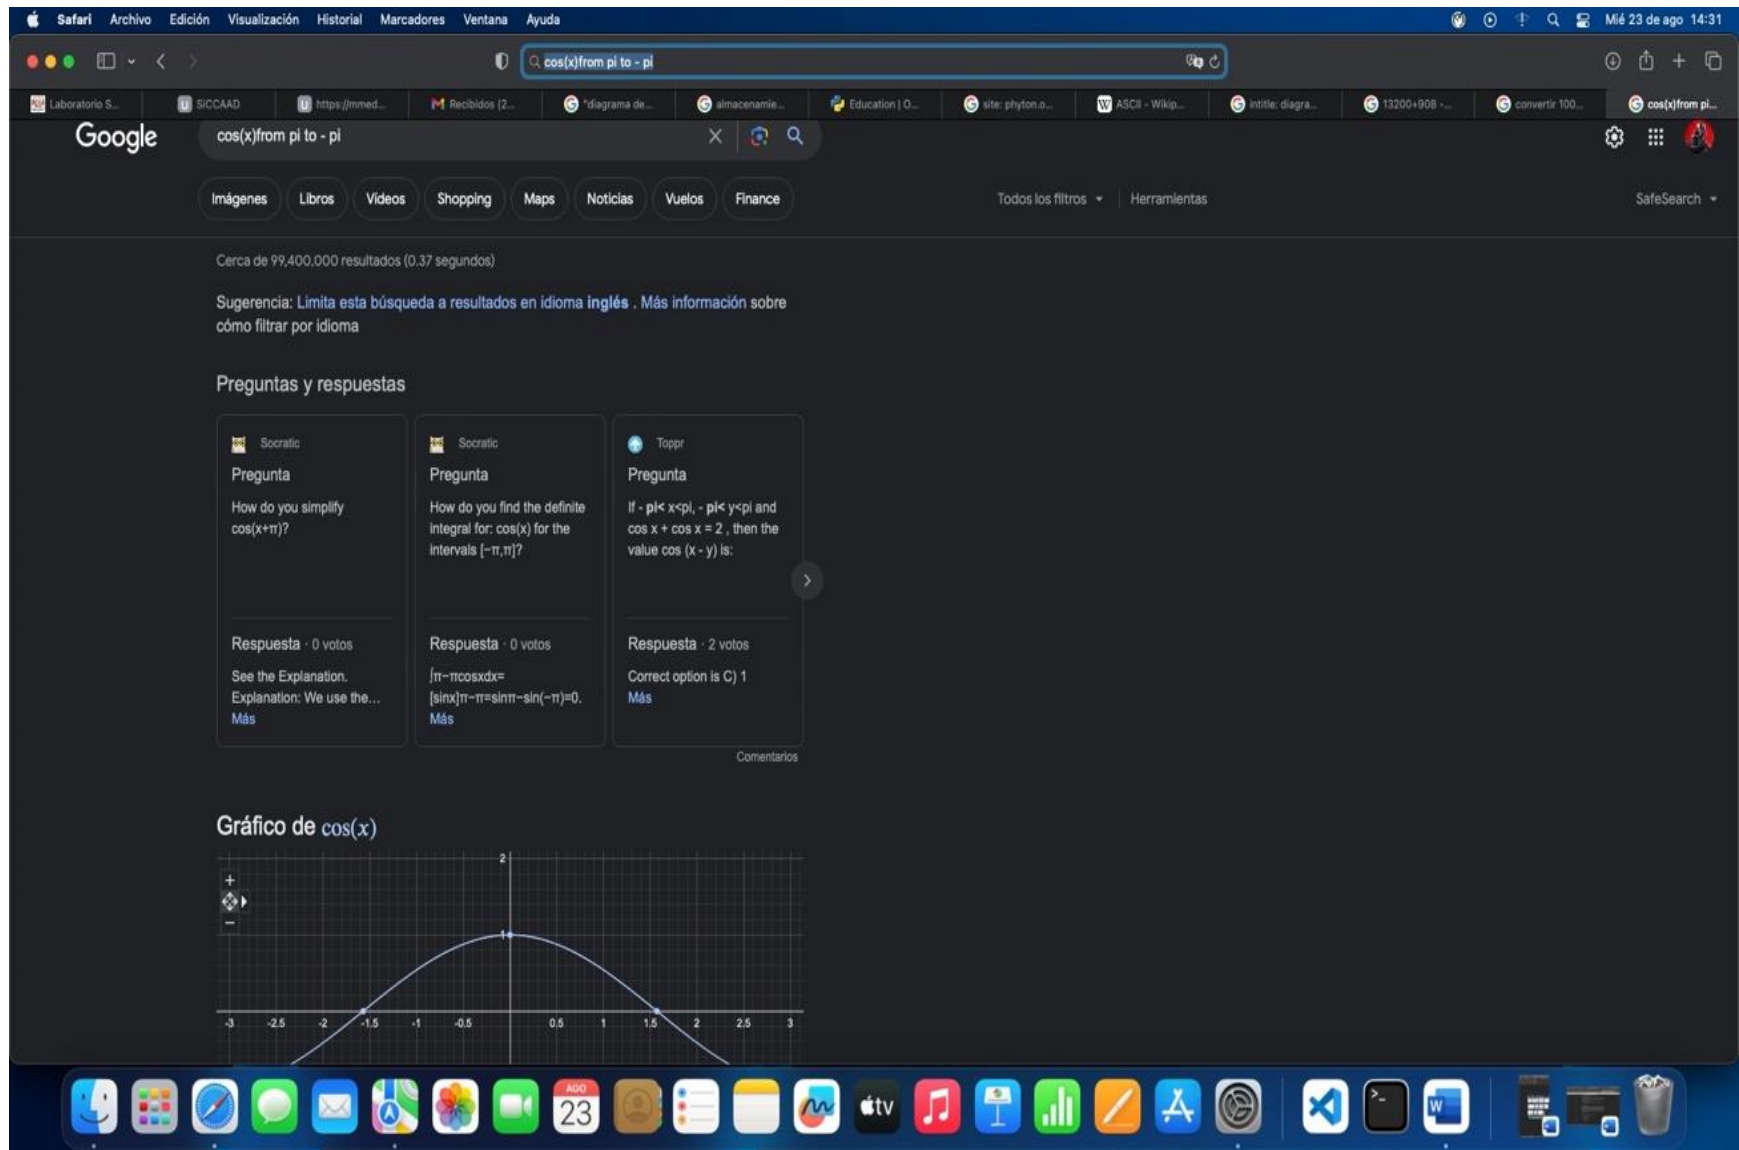 Safari Archivo Edición Visualización Historial Marcadores Ventana Ayuda Mié 23 de ago 14:31
cos(x)from pi to - pi
Laboratorio S... SiCCAAD https://mmed... Recibidos (2... "diagrama de... almacenamie... Education | O... site: phyton.o... ASCII - Wikip... intitle: diagra... 13200+908 -... convertir 100... cos(x)from pi...
Google cos(x)from pi to - pi
Imágenes Libros Videos Shopping Maps Noticias Vuelos Finance Todos los filtros Herramientas SafeSearch
Cerca de 99,400,000 resultados (0.37 segundos)
Sugerencia: Limita esta búsqueda a resultados en idioma inglés . Más información sobre
cómo filtrar por idioma
Preguntas y respuestas
Socratic
Pregunta
How do you simplify
cos(x+π)?
Respuesta · 0 votos
See the Explanation.
Explanation: We use the...
Más
Socratic
Pregunta
How do you find the definite
integral for: cos(x) for the
intervals [−π,π]?
Respuesta · 0 votos
∫π−πcosxdx=
[sinx]π−π=sinπ−sin(−π)=0.
Más
Toppr
Pregunta
If - pi< x<pi, - pi< y<pi and
cos x + cos x = 2 , then the
value cos (x - y) is:
Respuesta · 2 votos
Correct option is C) 1
Más
Comentarios
Gráfico de cos(x)
2
+
−
1
-3 -2.5 -2 -1.5 -1 -0.5 0.5 1 1.5 2 2.5 3
AGO
23
tv
W